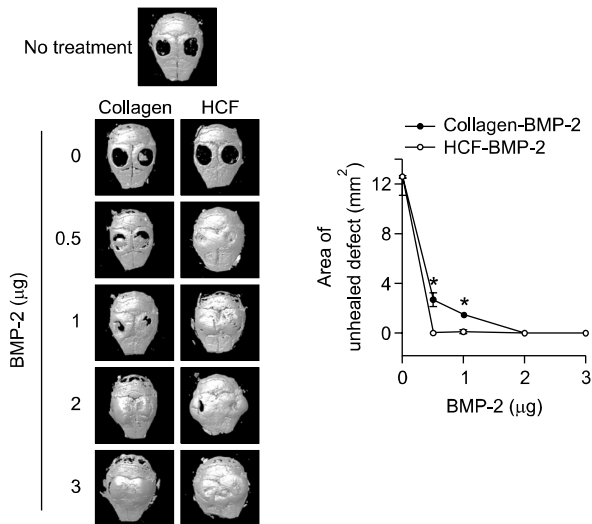 No treatment
Collagen HCF
BMP-2 (μg)
0
0.5
1
2
3
Collagen-BMP-2
HCF-BMP-2
Area of
unhealed defect (mm²)
12
8
4
0
*
*
0 1 2 3
BMP-2 (μg)